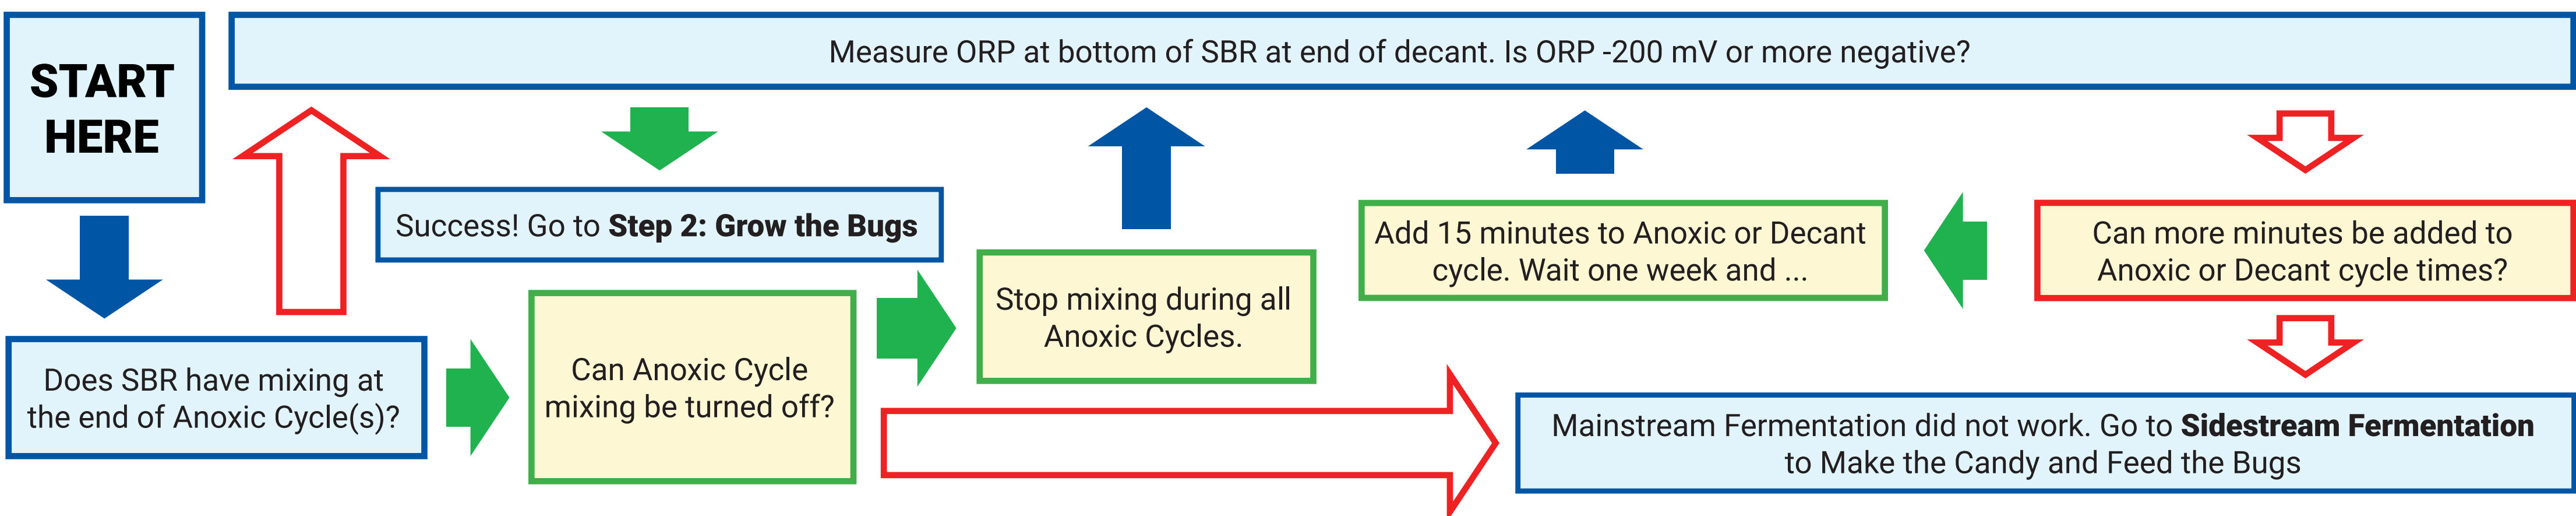 START
HERE
Measure ORP at bottom of SBR at end of decant. Is ORP -200 mV or more negative?
Success! Go to Step 2: Grow the Bugs
Add 15 minutes to Anoxic or Decant
cycle. Wait one week and ...
Can more minutes be added to
Anoxic or Decant cycle times?
Stop mixing during all
Anoxic Cycles.
Does SBR have mixing at
the end of Anoxic Cycle(s)?
Can Anoxic Cycle
mixing be turned off?
Mainstream Fermentation did not work. Go to Sidestream Fermentation
to Make the Candy and Feed the Bugs